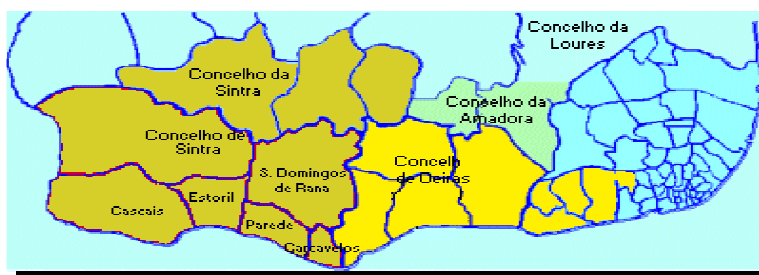 Concelho da
Loures
Concelho da
Sintra
Concelho da
Amadora
Concelho de
Sintra
Concelh
de Oeiras
S. Domingos
de Rana
Estoril
Cascais
Parede
Carcavelos